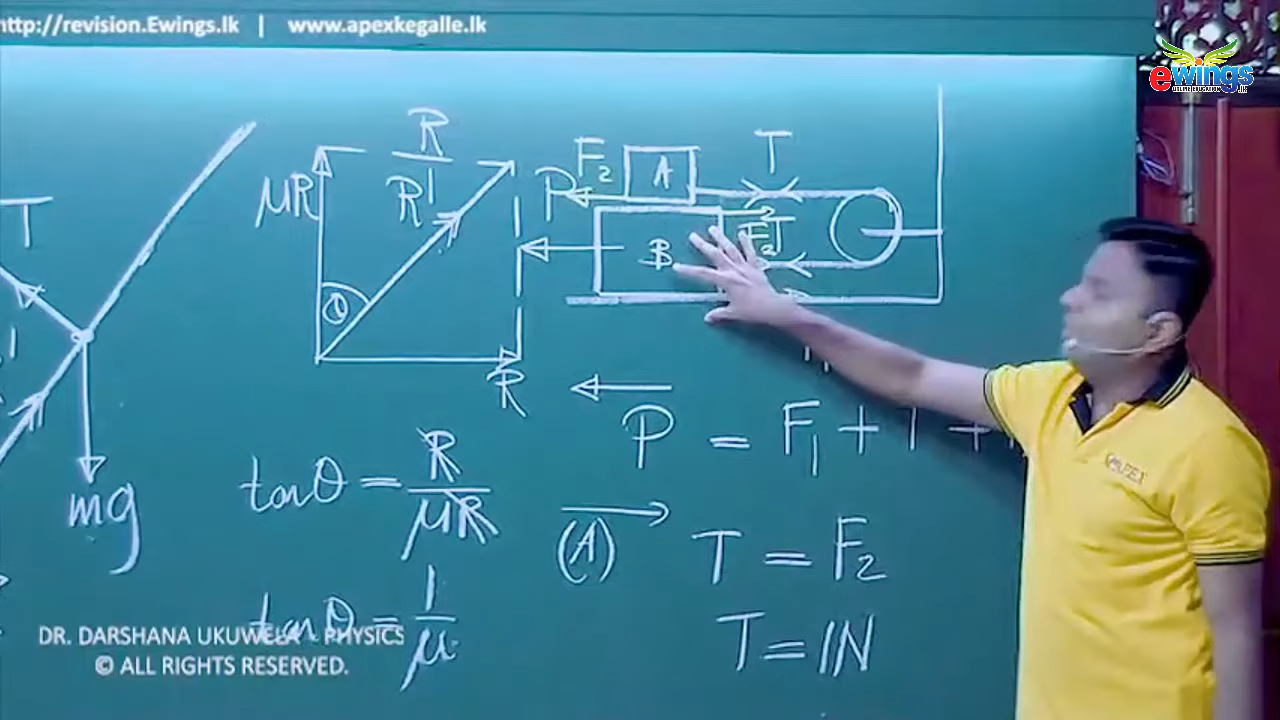 http://revision.Ewings.lk | www.apexkegalle.lk
ewings
T
mg
μR
R
R¹
θ
R
tanθ = R/μR
tanθ = 1/μ
F₂
A
T
P
B
F₂
T
P = F₁ + T +
(A) T = F₂
T = 1N
APEX
DR. DARSHANA UKUWELA - PHYSICS
© ALL RIGHTS RESERVED.